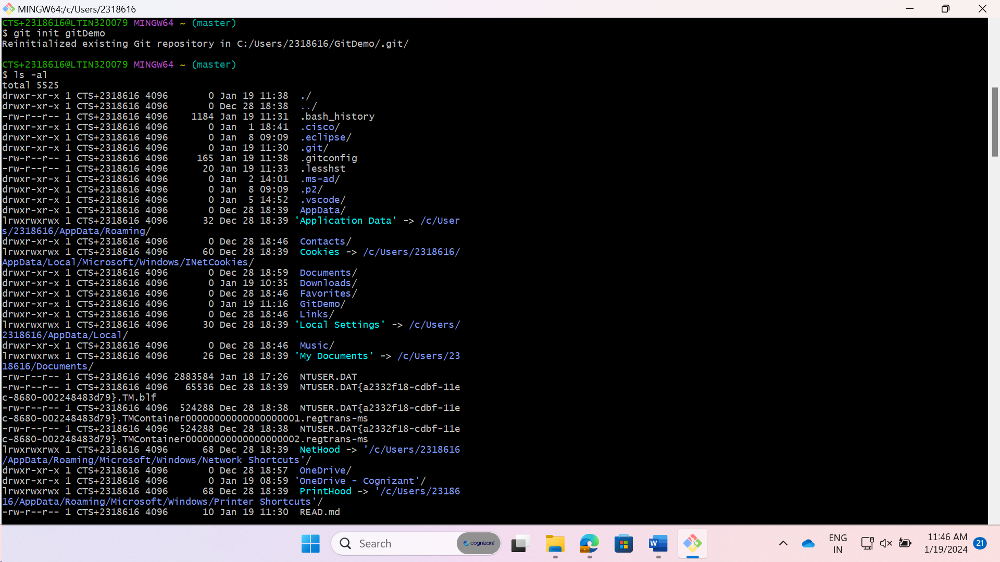 MINGW64:/c/Users/2318616
CTS+2318616@LTIN320079 MINGW64 ~ (master)
$ git init gitDemo
Reinitialized existing Git repository in C:/Users/2318616/GitDemo/.git/
CTS+2318616@LTIN320079 MINGW64 ~ (master)
$ ls -al
total 5525
drwxr-xr-x 1 CTS+2318616 4096       0 Jan 19 11:38  ./
drwxr-xr-x 1 CTS+2318616 4096       0 Dec 28 18:38  ../
-rw-r--r-- 1 CTS+2318616 4096    1184 Jan 19 11:31  .bash_history
drwxr-xr-x 1 CTS+2318616 4096       0 Jan  1 18:41  .cisco/
drwxr-xr-x 1 CTS+2318616 4096       0 Jan  8 09:09  .eclipse/
drwxr-xr-x 1 CTS+2318616 4096       0 Jan 19 11:30  .git/
-rw-r--r-- 1 CTS+2318616 4096     165 Jan 19 11:38  .gitconfig
-rw-r--r-- 1 CTS+2318616 4096      20 Jan 19 11:33  .lesshst
drwxr-xr-x 1 CTS+2318616 4096       0 Jan  2 14:01  .ms-ad/
drwxr-xr-x 1 CTS+2318616 4096       0 Jan  8 09:09  .p2/
drwxr-xr-x 1 CTS+2318616 4096       0 Jan  5 14:52  .vscode/
drwxr-xr-x 1 CTS+2318616 4096       0 Dec 28 18:39  AppData/
lrwxrwxrwx 1 CTS+2318616 4096      32 Dec 28 18:39 'Application Data' -> /c/User
s/2318616/AppData/Roaming/
drwxr-xr-x 1 CTS+2318616 4096       0 Dec 28 18:46  Contacts/
lrwxrwxrwx 1 CTS+2318616 4096      60 Dec 28 18:39  Cookies -> /c/Users/2318616/
AppData/Local/Microsoft/Windows/INetCookies/
drwxr-xr-x 1 CTS+2318616 4096       0 Dec 28 18:59  Documents/
drwxr-xr-x 1 CTS+2318616 4096       0 Jan 19 10:35  Downloads/
drwxr-xr-x 1 CTS+2318616 4096       0 Dec 28 18:46  Favorites/
drwxr-xr-x 1 CTS+2318616 4096       0 Jan 19 11:16  GitDemo/
drwxr-xr-x 1 CTS+2318616 4096       0 Dec 28 18:46  Links/
lrwxrwxrwx 1 CTS+2318616 4096      30 Dec 28 18:39 'Local Settings' -> /c/Users/
2318616/AppData/Local/
drwxr-xr-x 1 CTS+2318616 4096       0 Dec 28 18:46  Music/
lrwxrwxrwx 1 CTS+2318616 4096      26 Dec 28 18:39 'My Documents' -> /c/Users/23
18616/Documents/
-rw-r--r-- 1 CTS+2318616 4096 2883584 Jan 18 17:26  NTUSER.DAT
-rw-r--r-- 1 CTS+2318616 4096   65536 Dec 28 18:39  NTUSER.DAT{a2332f18-cdbf-11e
c-8680-002248483d79}.TM.blf
-rw-r--r-- 1 CTS+2318616 4096  524288 Dec 28 18:38  NTUSER.DAT{a2332f18-cdbf-11e
c-8680-002248483d79}.TMContainer00000000000000000001.regtrans-ms
-rw-r--r-- 1 CTS+2318616 4096  524288 Dec 28 18:38  NTUSER.DAT{a2332f18-cdbf-11e
c-8680-002248483d79}.TMContainer00000000000000000002.regtrans-ms
lrwxrwxrwx 1 CTS+2318616 4096      68 Dec 28 18:39  NetHood -> '/c/Users/2318616
/AppData/Roaming/Microsoft/Windows/Network Shortcuts'/
drwxr-xr-x 1 CTS+2318616 4096       0 Dec 28 18:57  OneDrive/
drwxr-xr-x 1 CTS+2318616 4096       0 Jan 19 08:59 'OneDrive - Cognizant'/
lrwxrwxrwx 1 CTS+2318616 4096      68 Dec 28 18:39  PrintHood -> '/c/Users/23186
16/AppData/Roaming/Microsoft/Windows/Printer Shortcuts'/
-rw-r--r-- 1 CTS+2318616 4096      10 Jan 19 11:30  READ.md
Search
cognizant
W
ENG
IN
11:46 AM
1/19/2024
21